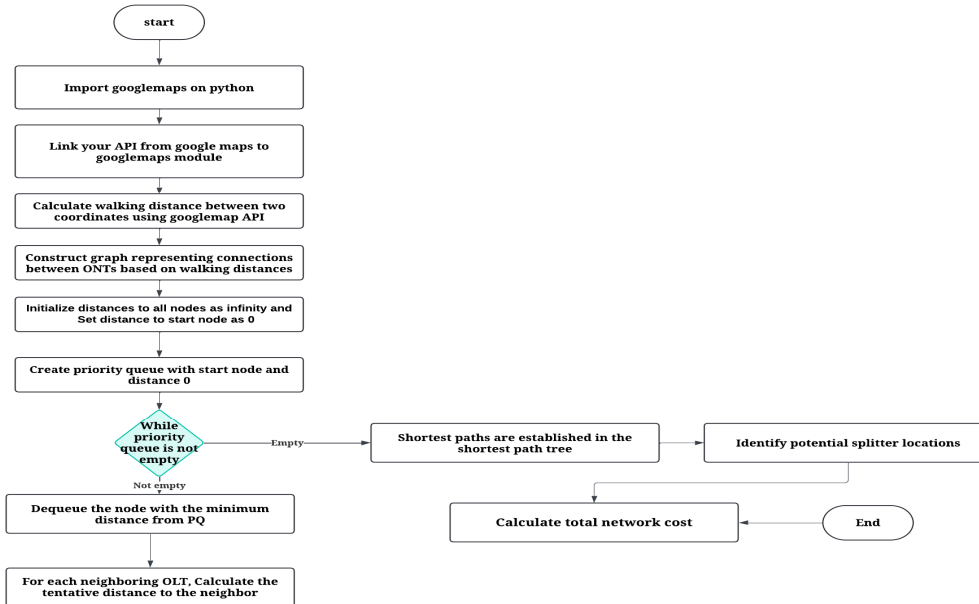 start
Import googlemaps on python
Link your API from google maps to
googlemaps module
Calculate walking distance between two
coordinates using googlemap API
Construct graph representing connections
between ONTs based on walking distances
Initialize distances to all nodes as infinity and
Set distance to start node as 0
Create priority queue with start node and
distance 0
While
priority
queue is not
empty
Empty
Shortest paths are established in the
shortest path tree
Identify potential splitter locations
Not empty
Dequeue the node with the minimum
distance from PQ
Calculate total network cost
End
For each neighboring OLT, Calculate the
tentative distance to the neighbor